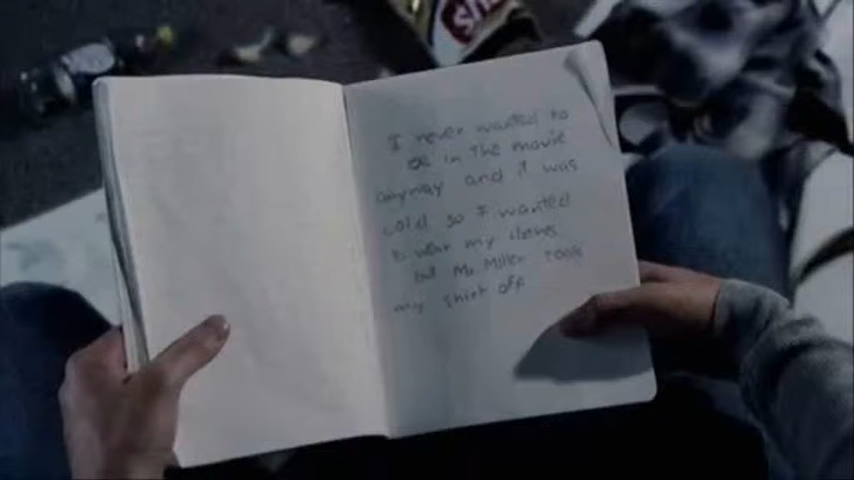 I never wanted to
be in the movie
anyway and it was
cold so I wanted
to wear my clothes
but Mr Miller took
my shirt off